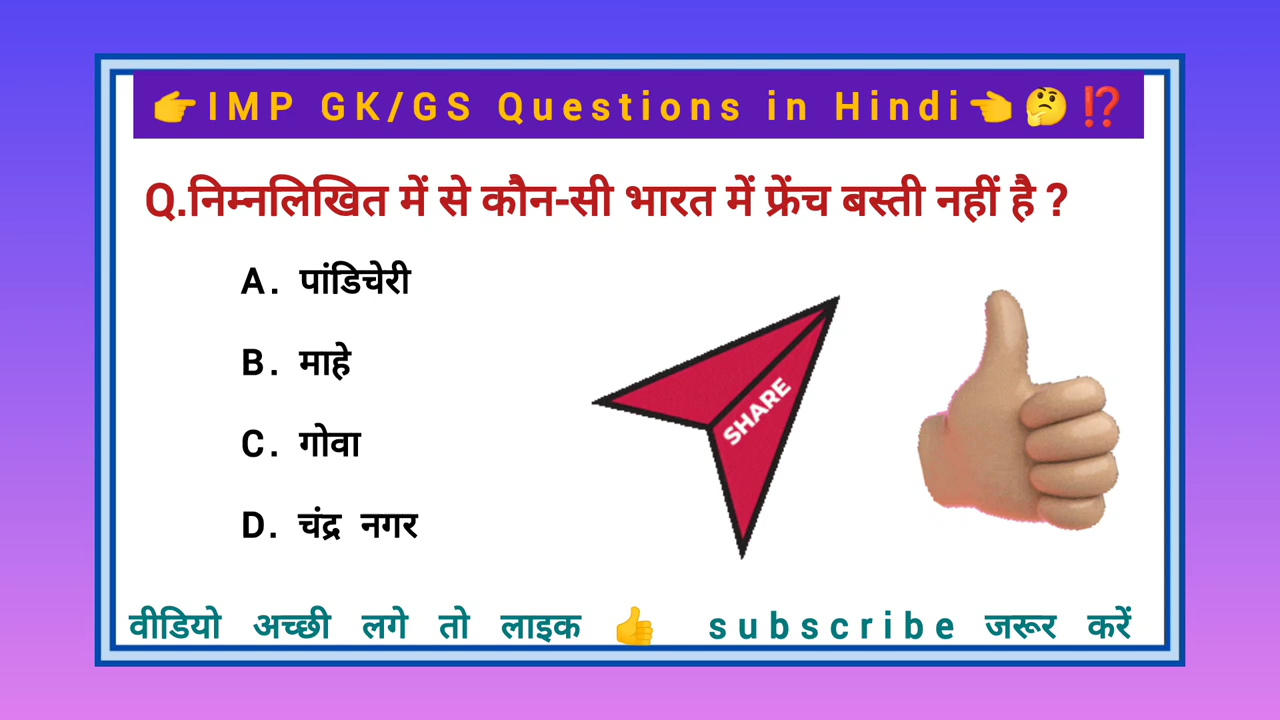 👉IMP GK/GS Questions in Hindi👈🤔⁉️
Q.निम्नलिखित में से कौन-सी भारत में फ्रेंच बस्ती नहीं है ?
A. पांडिचेरी
B. माहे
C. गोवा
D. चंद्र नगर
SHARE
वीडियो अच्छी लगे तो लाइक 👍 subscribe जरूर करें